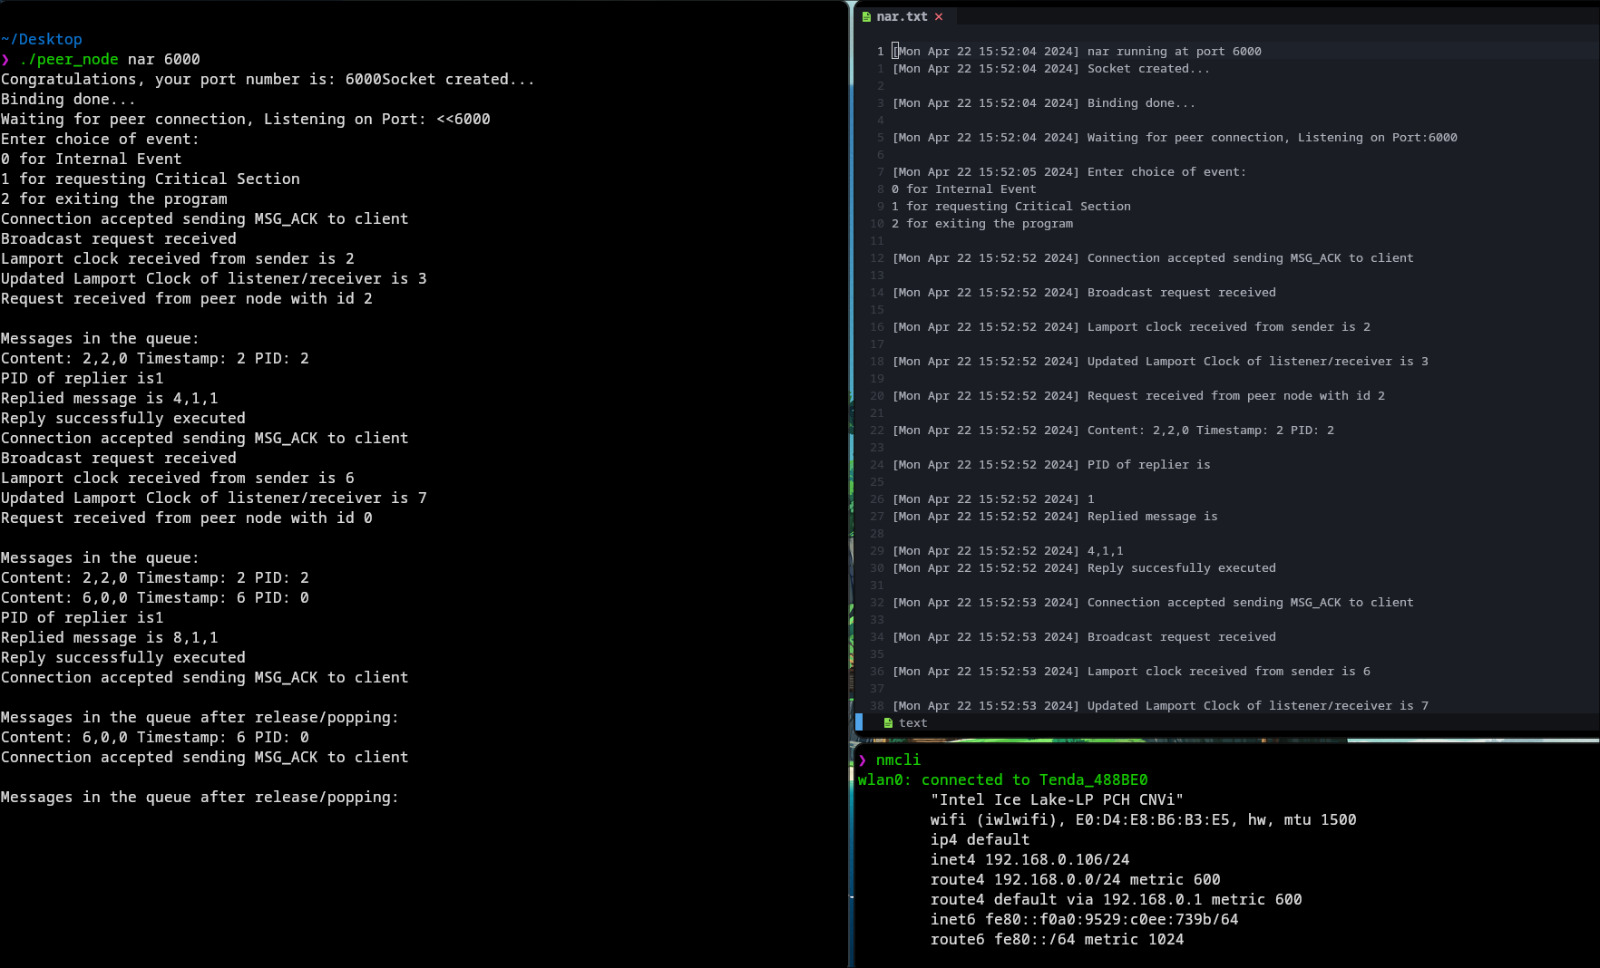 ~/Desktop
❯ ./peer_node nar 6000
Congratulations, your port number is: 6000Socket created...
Binding done...
Waiting for peer connection, Listening on Port: <<6000
Enter choice of event:
0 for Internal Event
1 for requesting Critical Section
2 for exiting the program
Connection accepted sending MSG_ACK to client
Broadcast request received
Lamport clock received from sender is 2
Updated Lamport Clock of listener/receiver is 3
Request received from peer node with id 2
Messages in the queue:
Content: 2,2,0 Timestamp: 2 PID: 2
PID of replier is1
Replied message is 4,1,1
Reply successfully executed
Connection accepted sending MSG_ACK to client
Broadcast request received
Lamport clock received from sender is 6
Updated Lamport Clock of listener/receiver is 7
Request received from peer node with id 0
Messages in the queue:
Content: 2,2,0 Timestamp: 2 PID: 2
Content: 6,0,0 Timestamp: 6 PID: 0
PID of replier is1
Replied message is 8,1,1
Reply successfully executed
Connection accepted sending MSG_ACK to client
Messages in the queue after release/popping:
Content: 6,0,0 Timestamp: 6 PID: 0
Connection accepted sending MSG_ACK to client
Messages in the queue after release/popping:
nar.txt ×
1 [Mon Apr 22 15:52:04 2024] nar running at port 6000
1 [Mon Apr 22 15:52:04 2024] Socket created...
2
3 [Mon Apr 22 15:52:04 2024] Binding done...
4
5 [Mon Apr 22 15:52:04 2024] Waiting for peer connection, Listening on Port:6000
6
7 [Mon Apr 22 15:52:05 2024] Enter choice of event:
8 0 for Internal Event
9 1 for requesting Critical Section
10 2 for exiting the program
11
12 [Mon Apr 22 15:52:52 2024] Connection accepted sending MSG_ACK to client
13
14 [Mon Apr 22 15:52:52 2024] Broadcast request received
15
16 [Mon Apr 22 15:52:52 2024] Lamport clock received from sender is 2
17
18 [Mon Apr 22 15:52:52 2024] Updated Lamport Clock of listener/receiver is 3
19
20 [Mon Apr 22 15:52:52 2024] Request received from peer node with id 2
21
22 [Mon Apr 22 15:52:52 2024] Content: 2,2,0 Timestamp: 2 PID: 2
23
24 [Mon Apr 22 15:52:52 2024] PID of replier is
25
26 [Mon Apr 22 15:52:52 2024] 1
27 [Mon Apr 22 15:52:52 2024] Replied message is
28
29 [Mon Apr 22 15:52:52 2024] 4,1,1
30 [Mon Apr 22 15:52:52 2024] Reply succesfully executed
31
32 [Mon Apr 22 15:52:53 2024] Connection accepted sending MSG_ACK to client
33
34 [Mon Apr 22 15:52:53 2024] Broadcast request received
35
36 [Mon Apr 22 15:52:53 2024] Lamport clock received from sender is 6
37
38 [Mon Apr 22 15:52:53 2024] Updated Lamport Clock of listener/receiver is 7
text
❯ nmcli
wlan0: connected to Tenda_488BE0
"Intel Ice Lake-LP PCH CNVi"
wifi (iwlwifi), E0:D4:E8:B6:B3:E5, hw, mtu 1500
ip4 default
inet4 192.168.0.106/24
route4 192.168.0.0/24 metric 600
route4 default via 192.168.0.1 metric 600
inet6 fe80::f0a0:9529:c0ee:739b/64
route6 fe80::/64 metric 1024